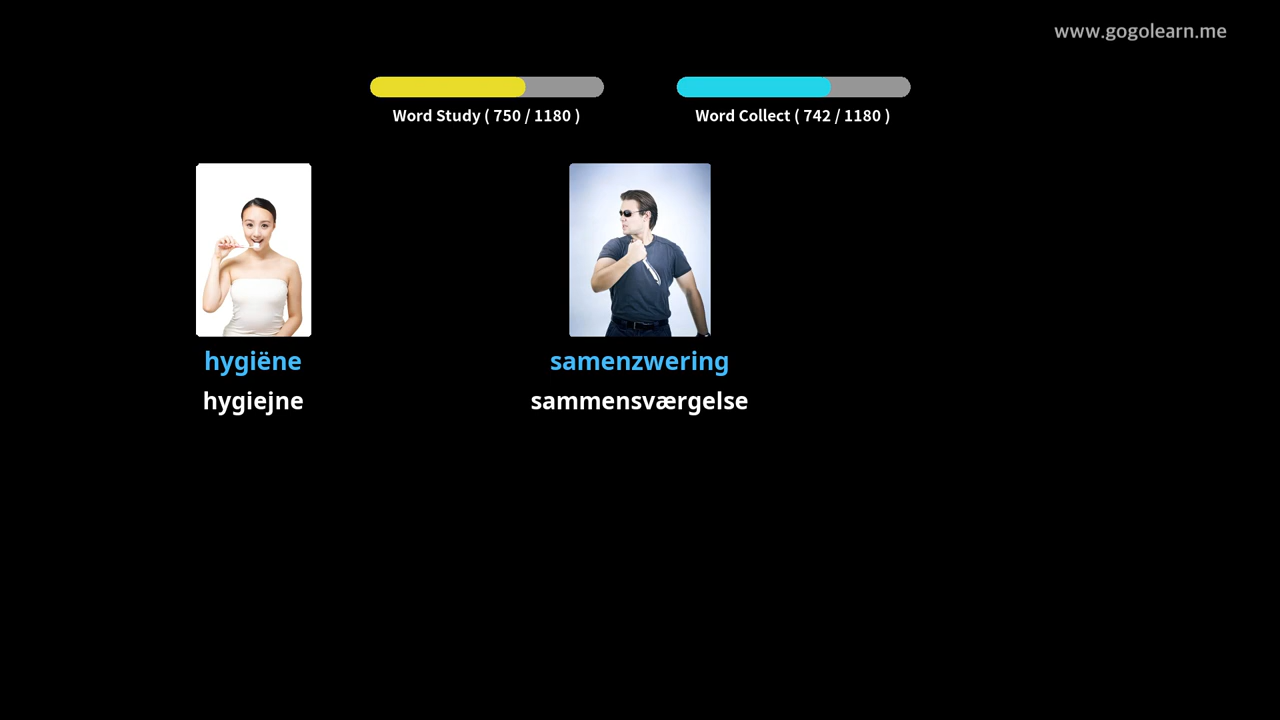 www.gogolearn.me
Word Study ( 750 / 1180 )
Word Collect ( 742 / 1180 )
hygiëne
hygiejne
samenzwering
sammensværgelse